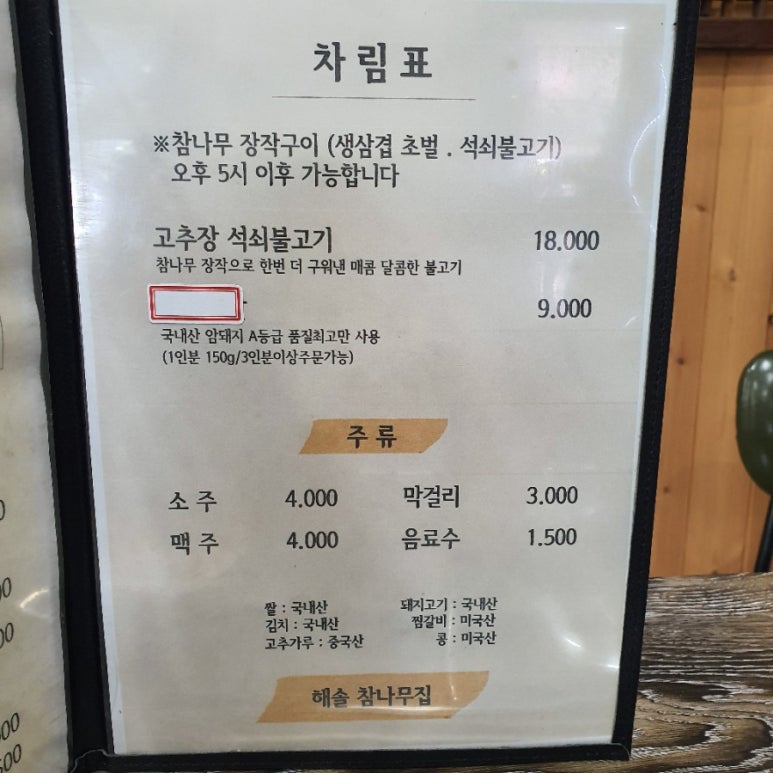 차림표
※참나무 장작구이 (생삼겹 초벌 . 석쇠불고기)
오후 5시 이후 가능합니다
고추장 석쇠불고기 18.000
참나무 장작으로 한번 더 구워낸 매콤 달콤한 불고기
9.000
국내산 암돼지 A등급 품질최고만 사용
(1인분 150g/3인분이상주문가능)
주류
소주 4.000 막걸리 3.000
맥주 4.000 음료수 1.500
쌀 : 국내산 돼지고기 : 국내산
김치 : 국내산 찜갈비 : 미국산
고추가루 : 중국산 콩 : 미국산
해솔 참나무집